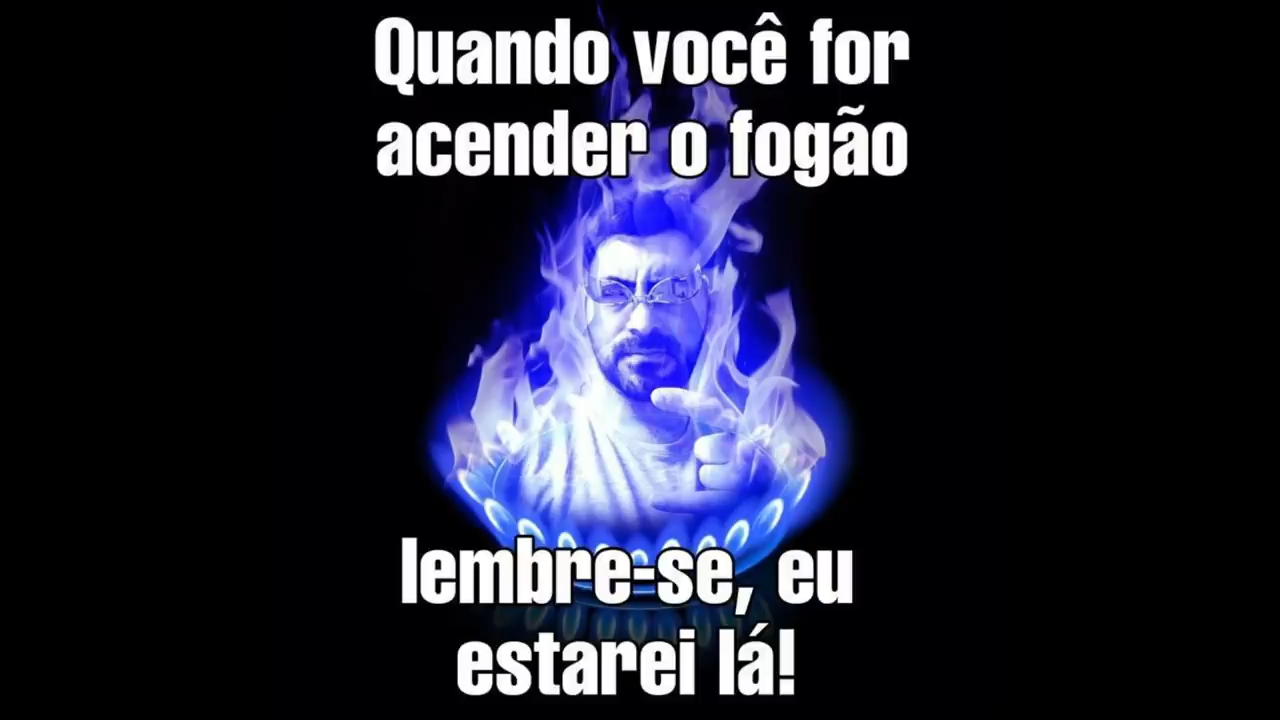 Quando você for
acender o fogão
lembre-se, eu
estarei lá!